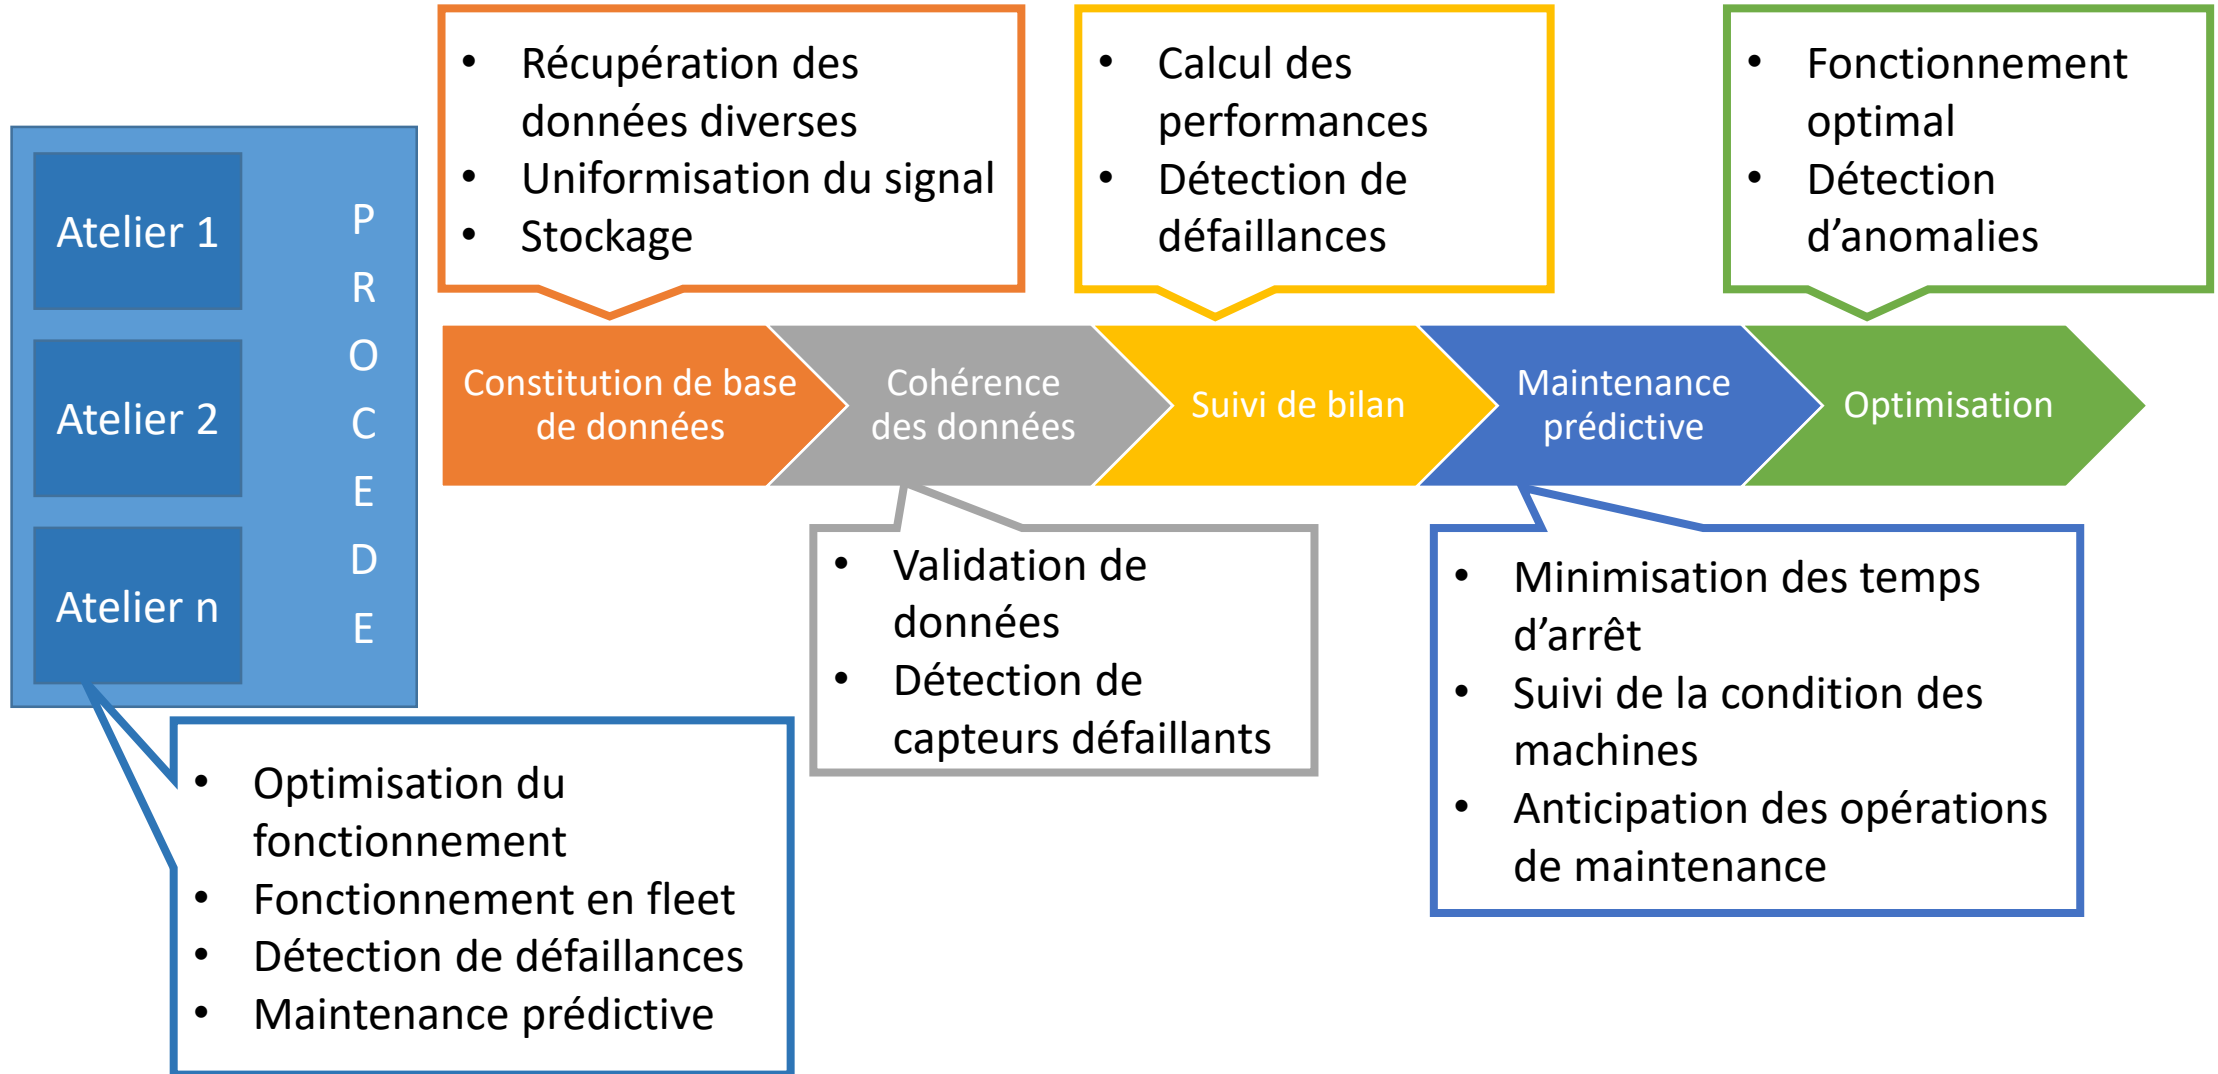 Atelier 1
Atelier 2
Atelier n
P
R
O
C
E
D
E
• Optimisation du
fonctionnement
• Fonctionnement en fleet
• Détection de défaillances
• Maintenance prédictive
• Récupération des
données diverses
• Uniformisation du signal
• Stockage
Constitution de base
de données
Cohérence
des données
• Validation de
données
• Détection de
capteurs défaillants
• Calcul des
performances
• Détection de
défaillances
Suivi de bilan
Maintenance
prédictive
• Minimisation des temps
d’arrêt
• Suivi de la condition des
machines
• Anticipation des opérations
de maintenance
• Fonctionnement
optimal
• Détection
d’anomalies
Optimisation